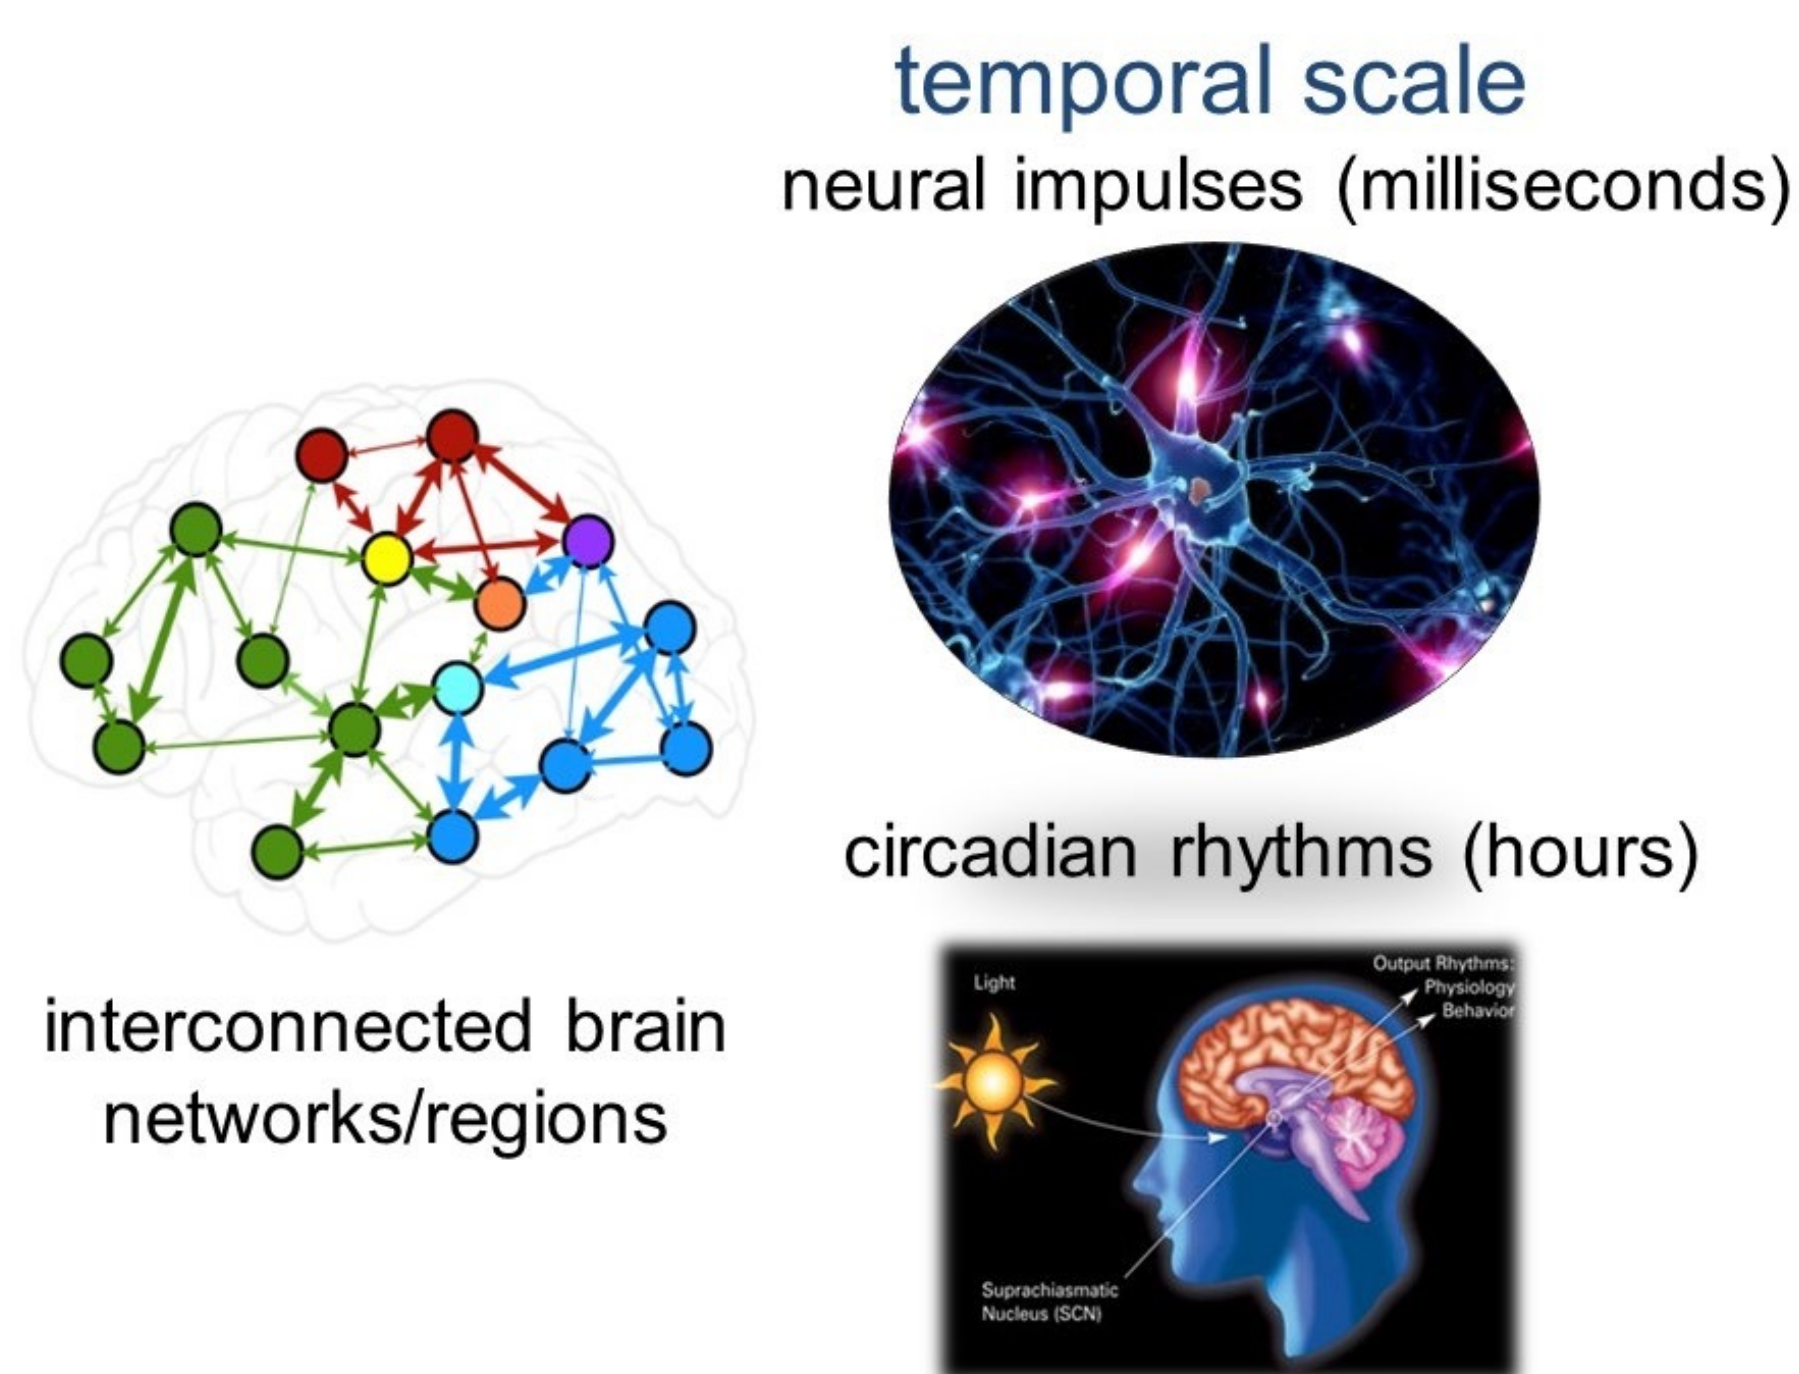 temporal scale
neural impulses (milliseconds)
interconnected brain
networks/regions
circadian rhythms (hours)
Light
Output Rhythms:
Physiology
Behavior
Suprachiasmatic
Nucleus (SCN)